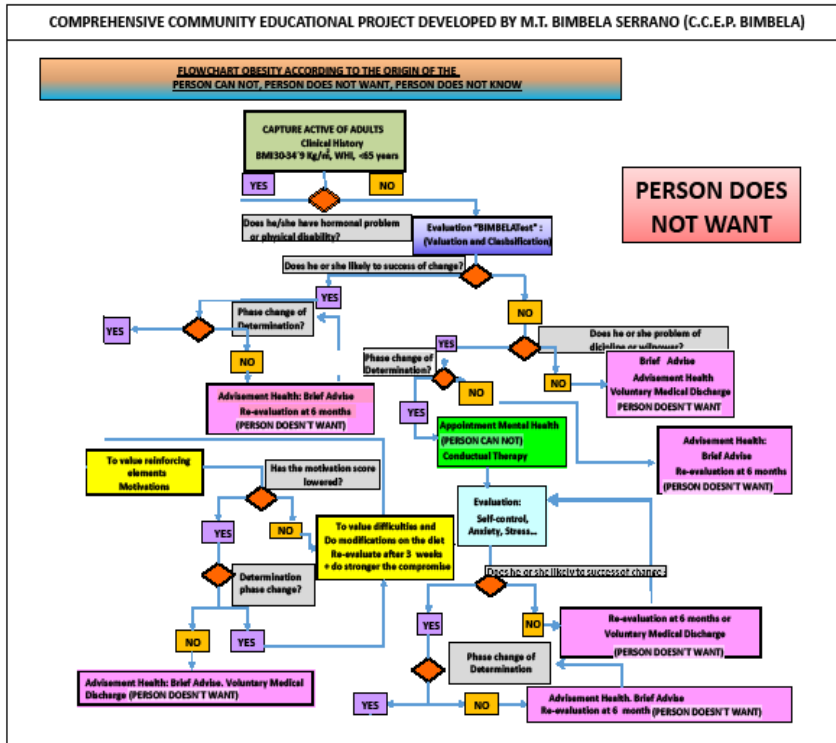 COMPREHENSIVE COMMUNITY EDUCATIONAL PROJECT DEVELOPED BY M.T. BIMBELA SERRANO (C.C.E.P. BIMBELA)
FLOWCHART OBESITY ACCORDING TO THE ORIGIN OF THE
PERSON CAN NOT, PERSON DOES NOT WANT, PERSON DOES NOT KNOW
CAPTURE ACTIVE OF ADULTS
Clinical History
BMI30-34´9 Kg/m², WHI, <65 years
YES
NO
PERSON DOES
NOT WANT
Does he/she have hormonal problem
or physical disability?
Evaluation "BIMBELATest" :
(Valuation and Clasbsification)
Does he or she likely to success of change?
YES
NO
Phase change of
Determination?
YES
NO
Does he or she problem of
dicipline or wilpower?
YES
Phase change of
Determination?
NO
NO
YES
Brief Advise
Advisement Health
Voluntary Medical Discharge
PERSON DOESN'T WANT)
Advisement Health: Brief Advise
Re-evaluation at 6 months
(PERSON DOESN´T WANT)
Appointment Mental Health
(PERSON CAN NOT)
Conductual Therapy
Advisement Health:
Brief Advise
Re-evaluation at 6 months
(PERSON DOESN´T WANT)
To value reinforcing
elements
Motivations
Has the motivation score
lowered?
YES
NO
To value difficulties and
Do modifications on the diet
Re-evaluate after 3 weeks
+ do stronger the compromise
Evaluation:
Self-control,
Anxiety, Stress...
Determination
phase change?
Does he or she likely to success of change
NO
YES
YES
NO
Re-evaluation at 6 months or
Voluntary Medical Discharge
(PERSON DOESN´T WANT)
Phase change of
Determination
Advisement Health: Brief Advise. Voluntary Medical
Discharge (PERSON DOESN´T WANT)
YES
NO
Advisement Health. Brief Advise
Re-evaluation at 6 month (PERSON DOESN´T WANT)